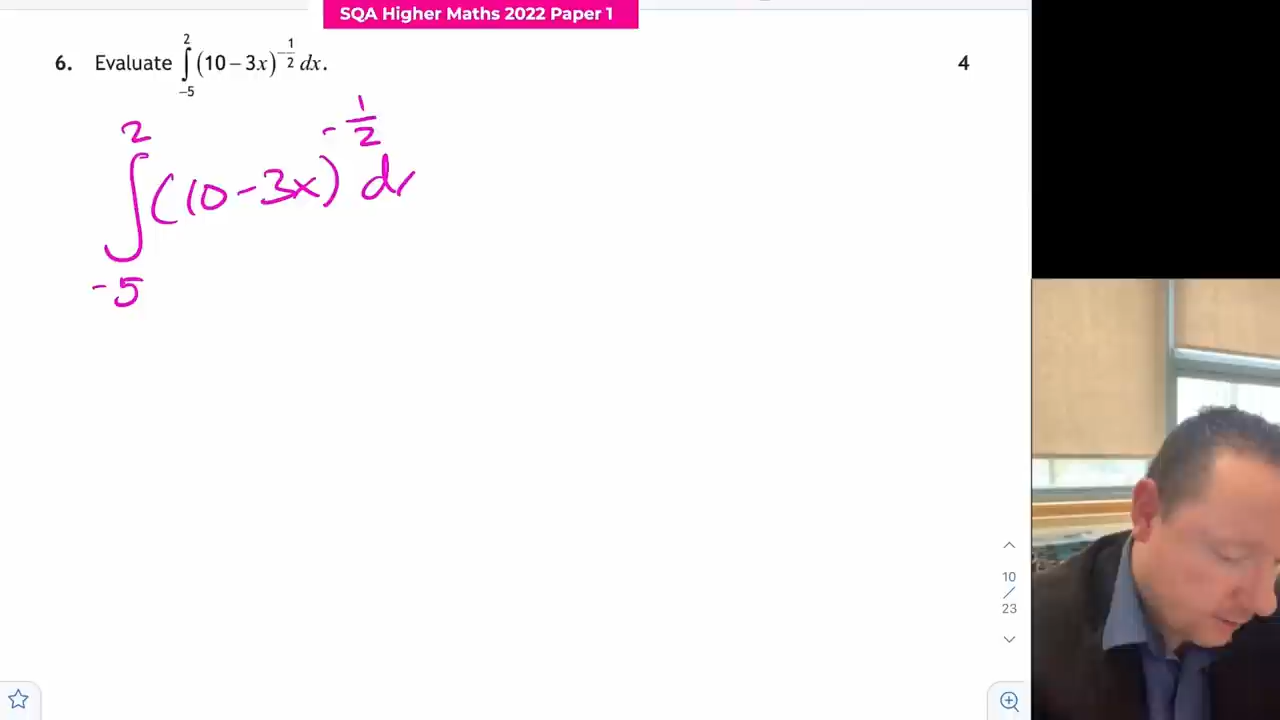 SQA Higher Maths 2022 Paper 1
6. Evaluate ∫₋₅² (10 – 3x)^(–1/2) dx. 4
∫₋₅² (10-3x)^(-1/2) dx
10
/
23